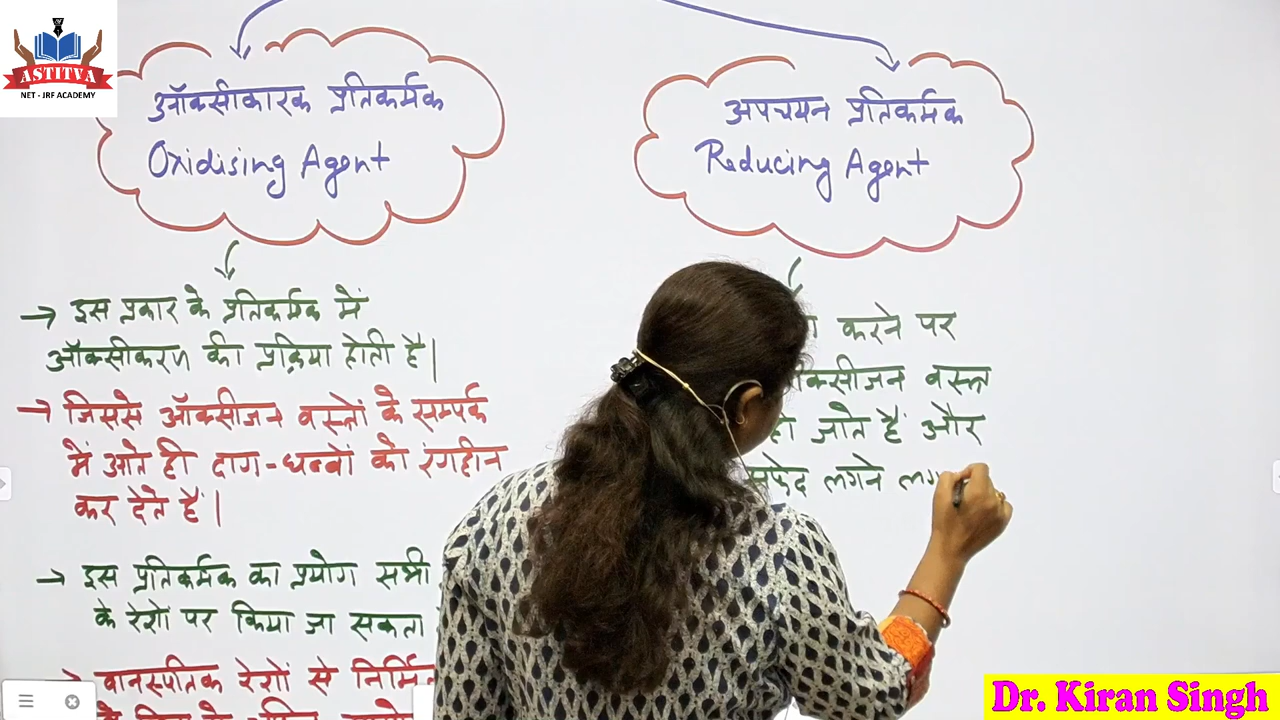 ASTITVA
NET - JRF ACADEMY
ऑक्सीकारक प्रतिकर्मक
Oxidising Agent
→ इस प्रकार के प्रतिकर्मक में
ऑक्सीकरण की प्रक्रिया होती है|
→ जिससे ऑक्सीजन वस्त्रों के सम्पर्क
में आते ही दाग-धब्बों को रंगहीन
कर देते हैं|
→ इस प्रतिकर्मक का प्रयोग सभी
के रेशों पर किया जा सकता
→ वानस्पतिक रेशों से
अपचयन प्रतिकर्मक
Reducing Agent
करने पर
वस्त्र
हो जाते हैं और
सफेद लगने
Dr. Kiran Singh